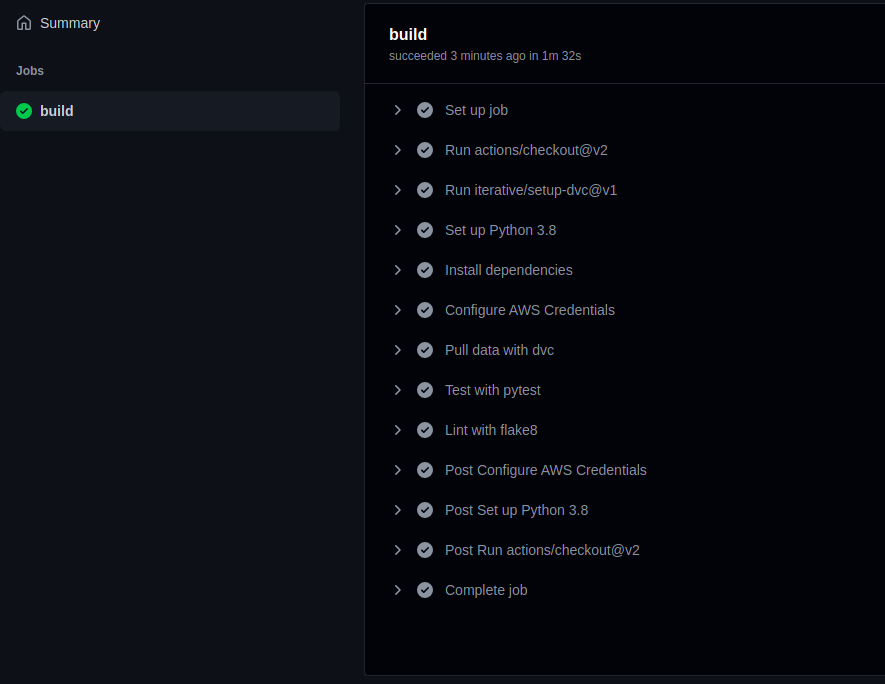 Summary
Jobs
build
build
succeeded 3 minutes ago in 1m 32s
Set up job
Run actions/checkout@v2
Run iterative/setup-dvc@v1
Set up Python 3.8
Install dependencies
Configure AWS Credentials
Pull data with dvc
Test with pytest
Lint with flake8
Post Configure AWS Credentials
Post Set up Python 3.8
Post Run actions/checkout@v2
Complete job